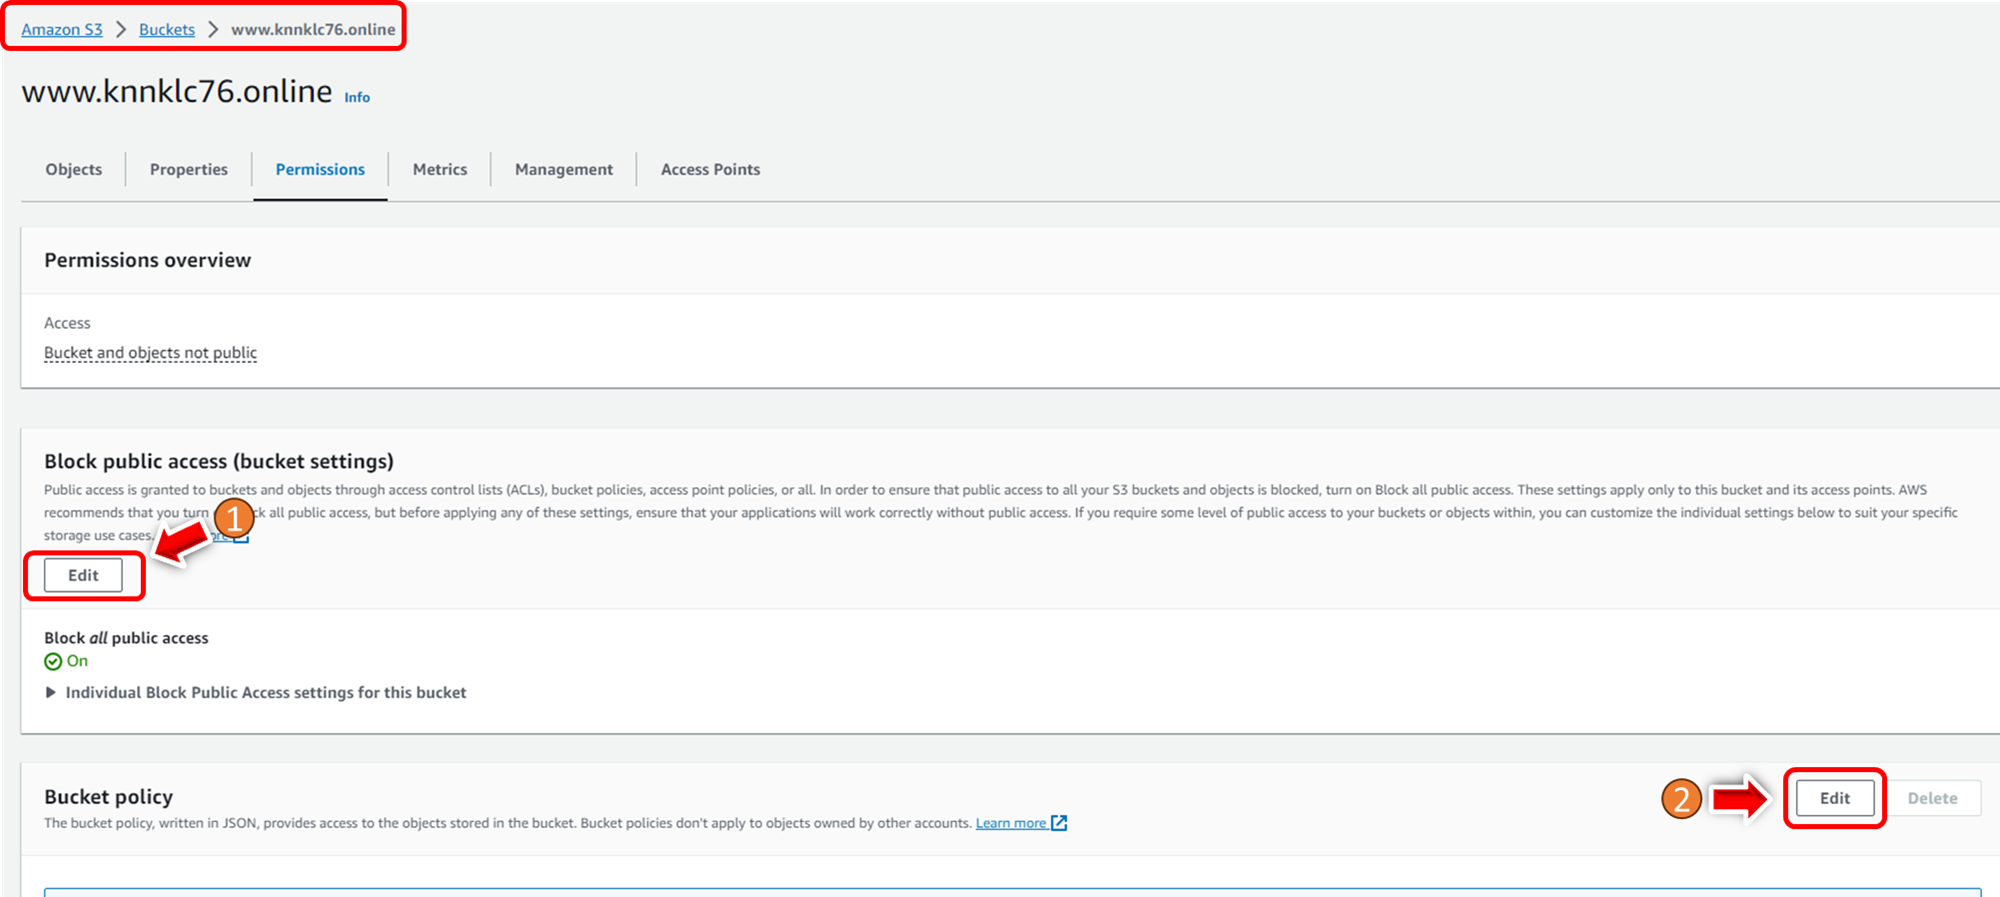 Amazon S3 > Buckets > www.knnklc76.online
www.knnklc76.online Info
Objects Properties Permissions Metrics Management Access Points
Permissions overview
Access
Bucket and objects not public
Block public access (bucket settings)
Public access is granted to buckets and objects through access control lists (ACLs), bucket policies, access point policies, or all. In order to ensure that public access to all your S3 buckets and objects is blocked, turn on Block all public access. These settings apply only to this bucket and its access points. AWS
recommends that you turn all public access, but before applying any of these settings, ensure that your applications will work correctly without public access. If you require some level of public access to your buckets or objects within, you can customize the individual settings below to suit your specific
storage use cases.
1
Edit
Block all public access
On
Individual Block Public Access settings for this bucket
Bucket policy
The bucket policy, written in JSON, provides access to the objects stored in the bucket. Bucket policies don't apply to objects owned by other accounts. Learn more
2 Edit Delete